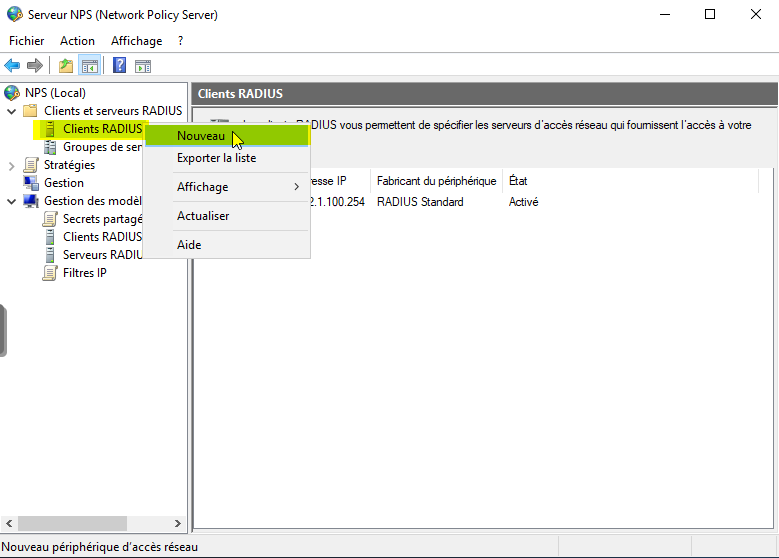 Serveur NPS (Network Policy Server)
Fichier Action Affichage ?
NPS (Local)
Clients et serveurs RADIUS
Clients RADIUS
Groupes de ser
Stratégies
Gestion
Gestion des modèl
Secrets partagé
Clients RADIUS
Serveurs RADIU
Filtres IP
Nouveau
Exporter la liste
Affichage
Actualiser
Aide
Clients RADIUS
RADIUS vous permettent de spécifier les serveurs d'accès réseau qui fournissent l'accès à votre
resse IP Fabricant du périphérique État
2.1.100.254 RADIUS Standard Activé
Nouveau périphérique d'accès réseau